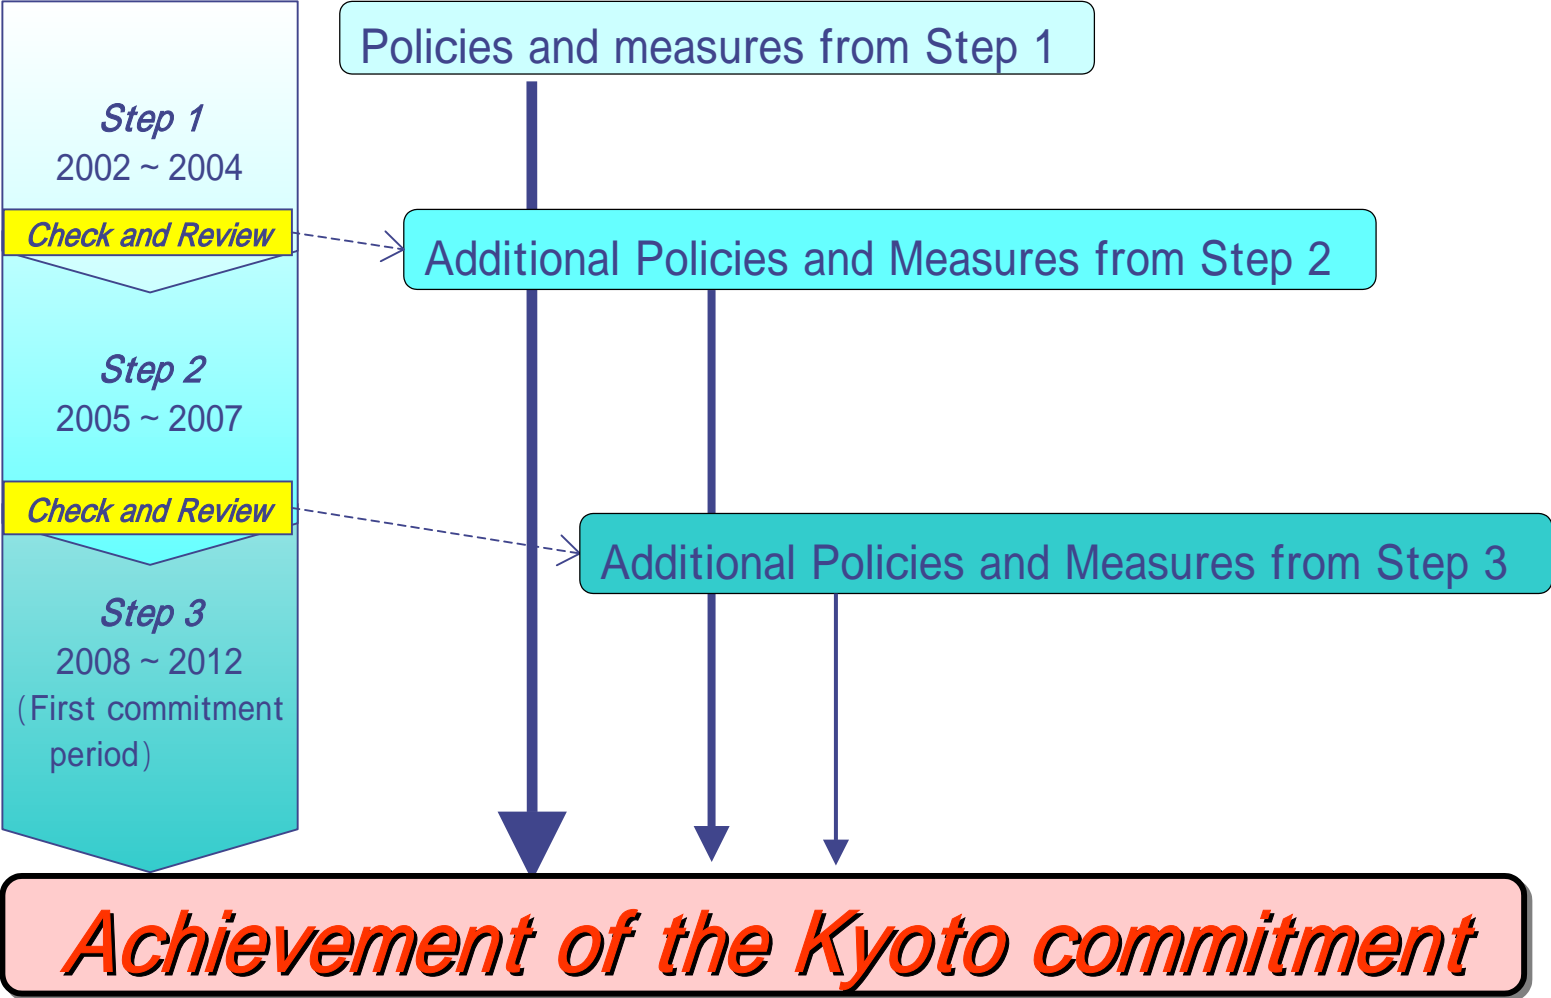 Policies and measures from Step 1
Step 1
2002 ~ 2004
Check and Review
Additional Policies and Measures from Step 2
Step 2
2005 ~ 2007
Check and Review
Additional Policies and Measures from Step 3
Step 3
2008 ~ 2012
(First commitment
period)
Achievement of the Kyoto commitment